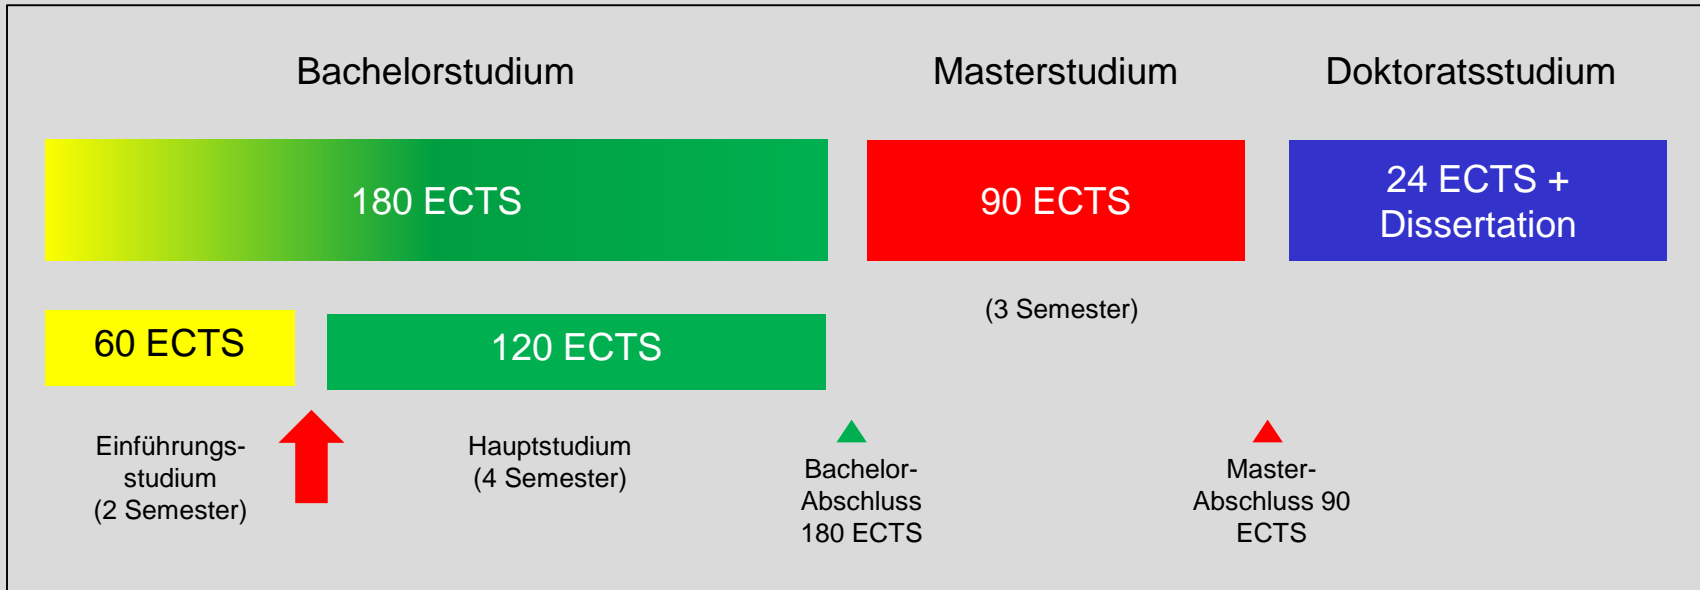 Bachelorstudium
Masterstudium
Doktoratsstudium
180 ECTS
90 ECTS
24 ECTS +
Dissertation
(3 Semester)
60 ECTS
120 ECTS
Einführungs-
studium
(2 Semester)
Hauptstudium
(4 Semester)
Bachelor-
Abschluss
180 ECTS
Master-
Abschluss 90
ECTS